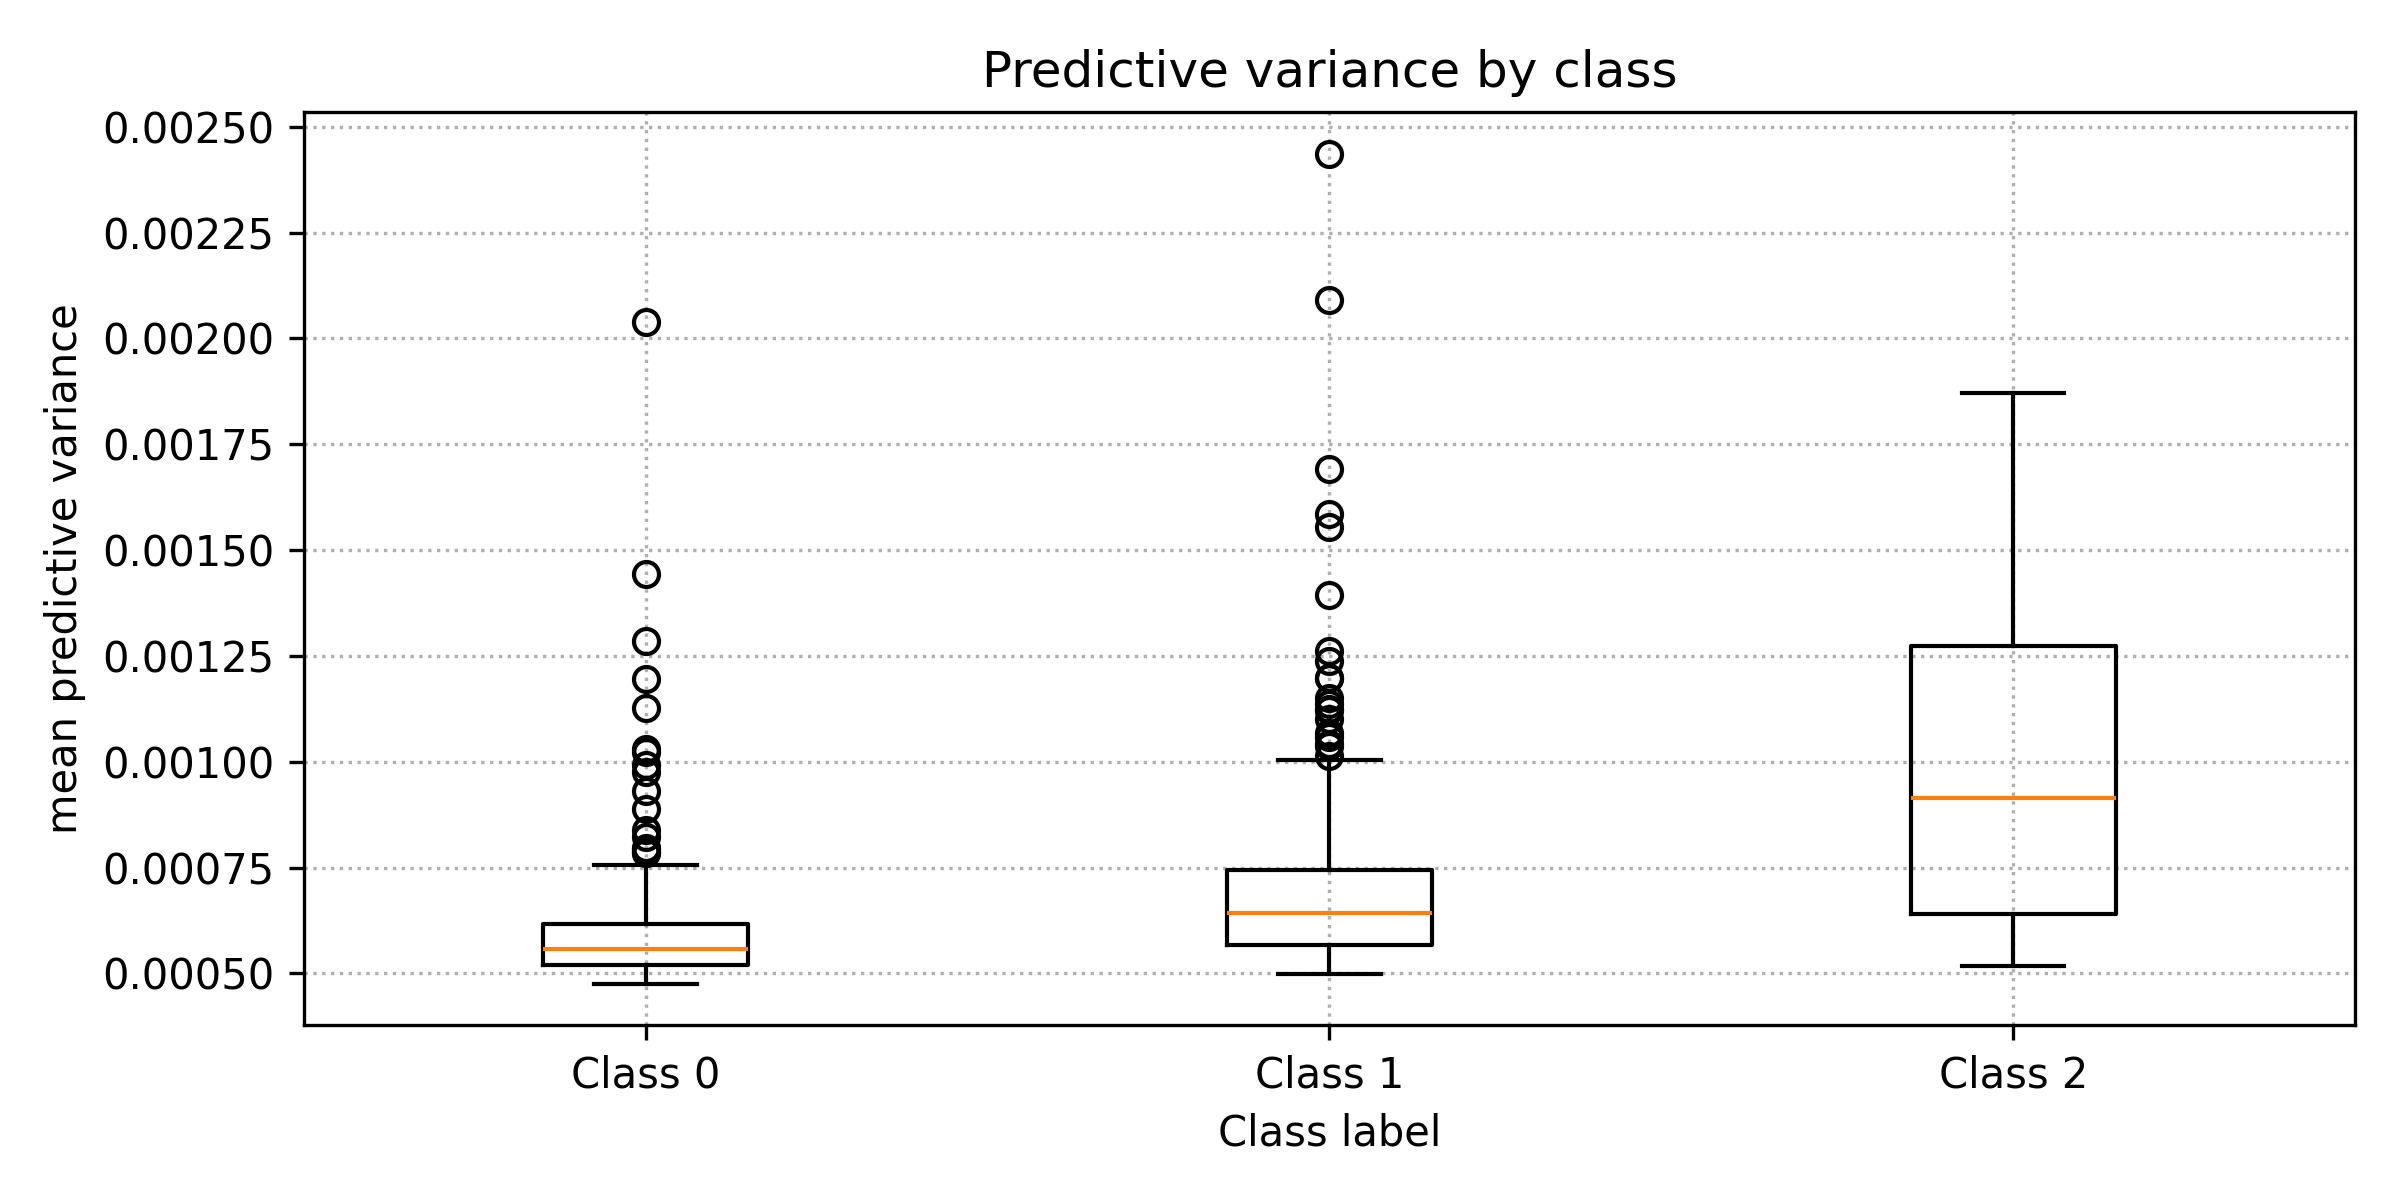 Predictive variance by class
mean predictive variance
0.00250
0.00225
0.00200
0.00175
0.00150
0.00125
0.00100
0.00075
0.00050
Class 0
Class 1
Class 2
Class label